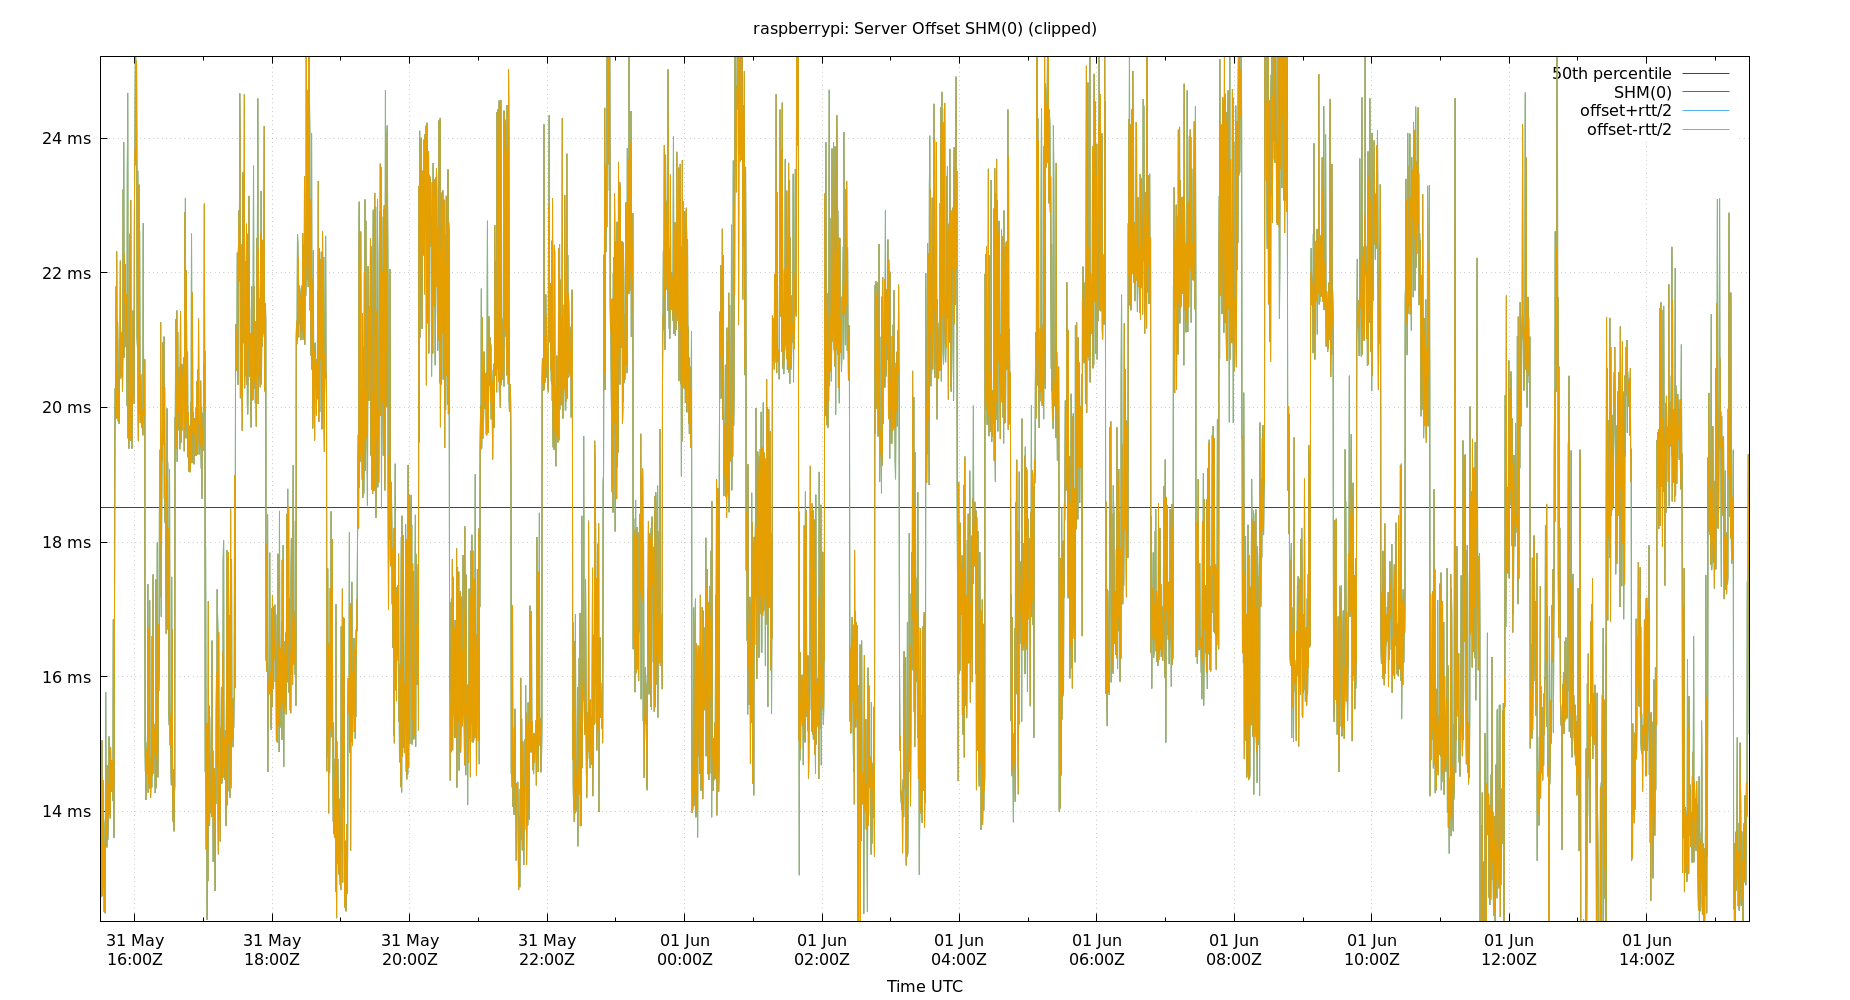 raspberrypi: Server Offset SHM(0) (clipped)
50th percentile
SHM(0)
offset+rtt/2
offset-rtt/2
24 ms
22 ms
20 ms
18 ms
16 ms
14 ms
31 May 31 May 31 May 31 May 01 Jun 01 Jun 01 Jun 01 Jun 01 Jun 01 Jun 01 Jun 01 Jun
16:00Z 18:00Z 20:00Z 22:00Z 00:00Z 02:00Z 04:00Z 06:00Z 08:00Z 10:00Z 12:00Z 14:00Z
Time UTC